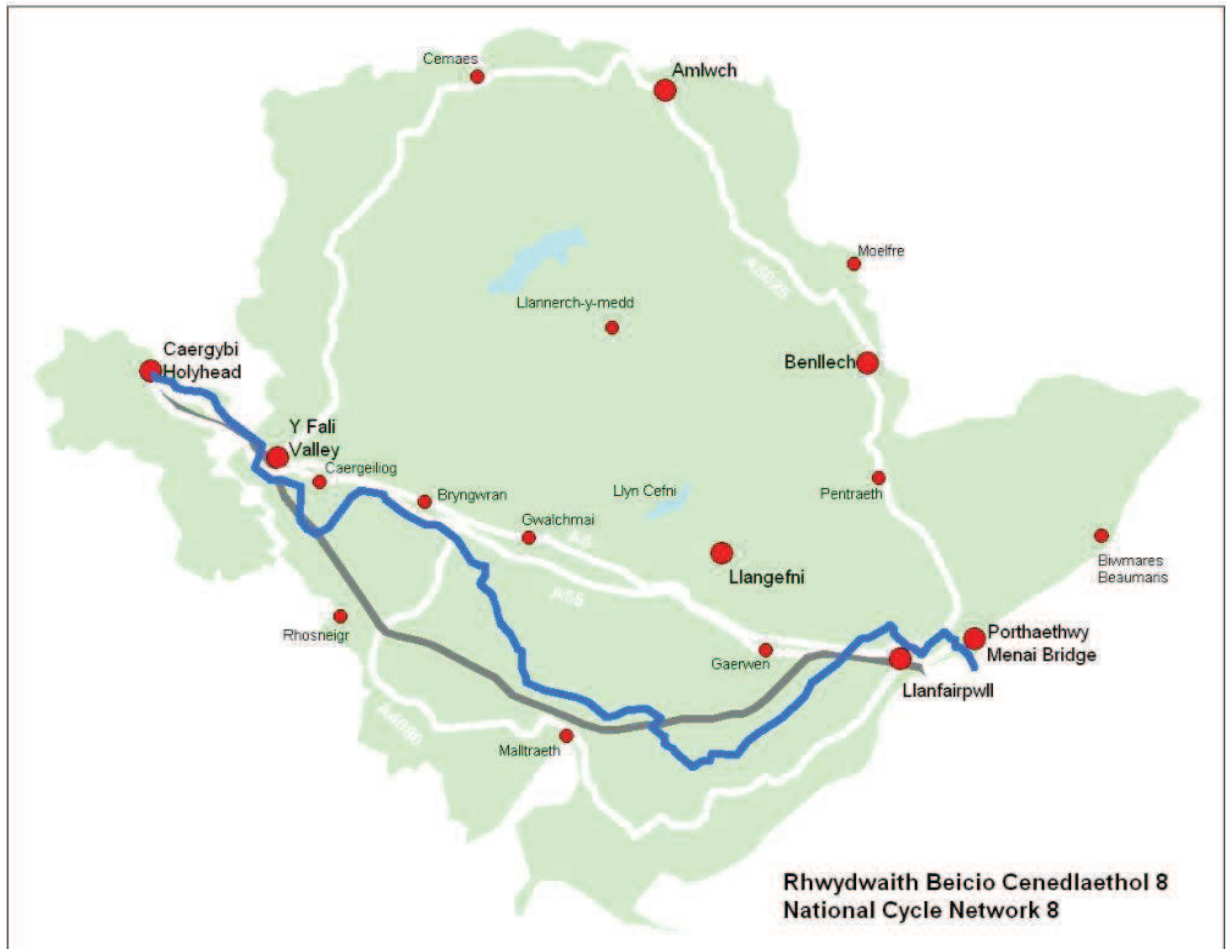 Cemaes
Amlwch
Moelfre
A5025
Llannerch-y-medd
Caergybi
Holyhead
Benllech
Y Fali
Valley
Caergeiliog
Bryngwran
Llyn Cefni
Pentraeth
Gwalchmai
A5
Llangefni
Biwmares
Beaumaris
A55
Rhosneigr
Porthaethwy
Menai Bridge
Gaerwen
Llanfairpwll
A4080
Malltraeth
Rhwydwaith Beicio Cenedlaethol 8
National Cycle Network 8